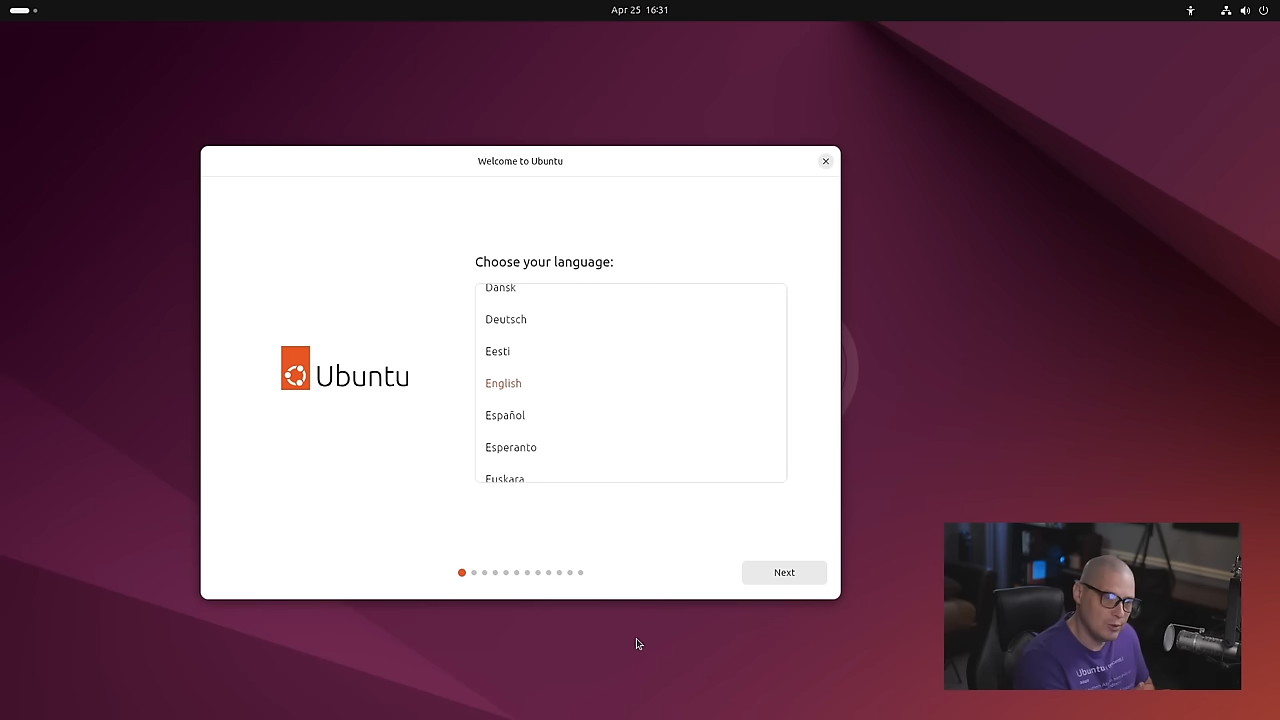 Apr 25 16:31
Welcome to Ubuntu
Choose your language:
Dansk
Deutsch
Eesti
English
Español
Esperanto
Euskara
Ubuntu
Next
Ubuntu